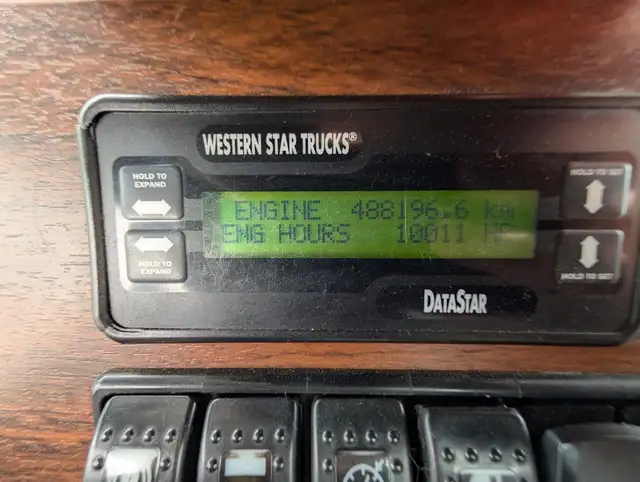 WESTERN STAR TRUCKS®
HOLD TO
EXPAND
HOLD TO SET
ENGINE 488196.6 km
ENG HOURS 10011 HR
HOLD TO
EXPAND
HOLD TO SET
DATASTAR